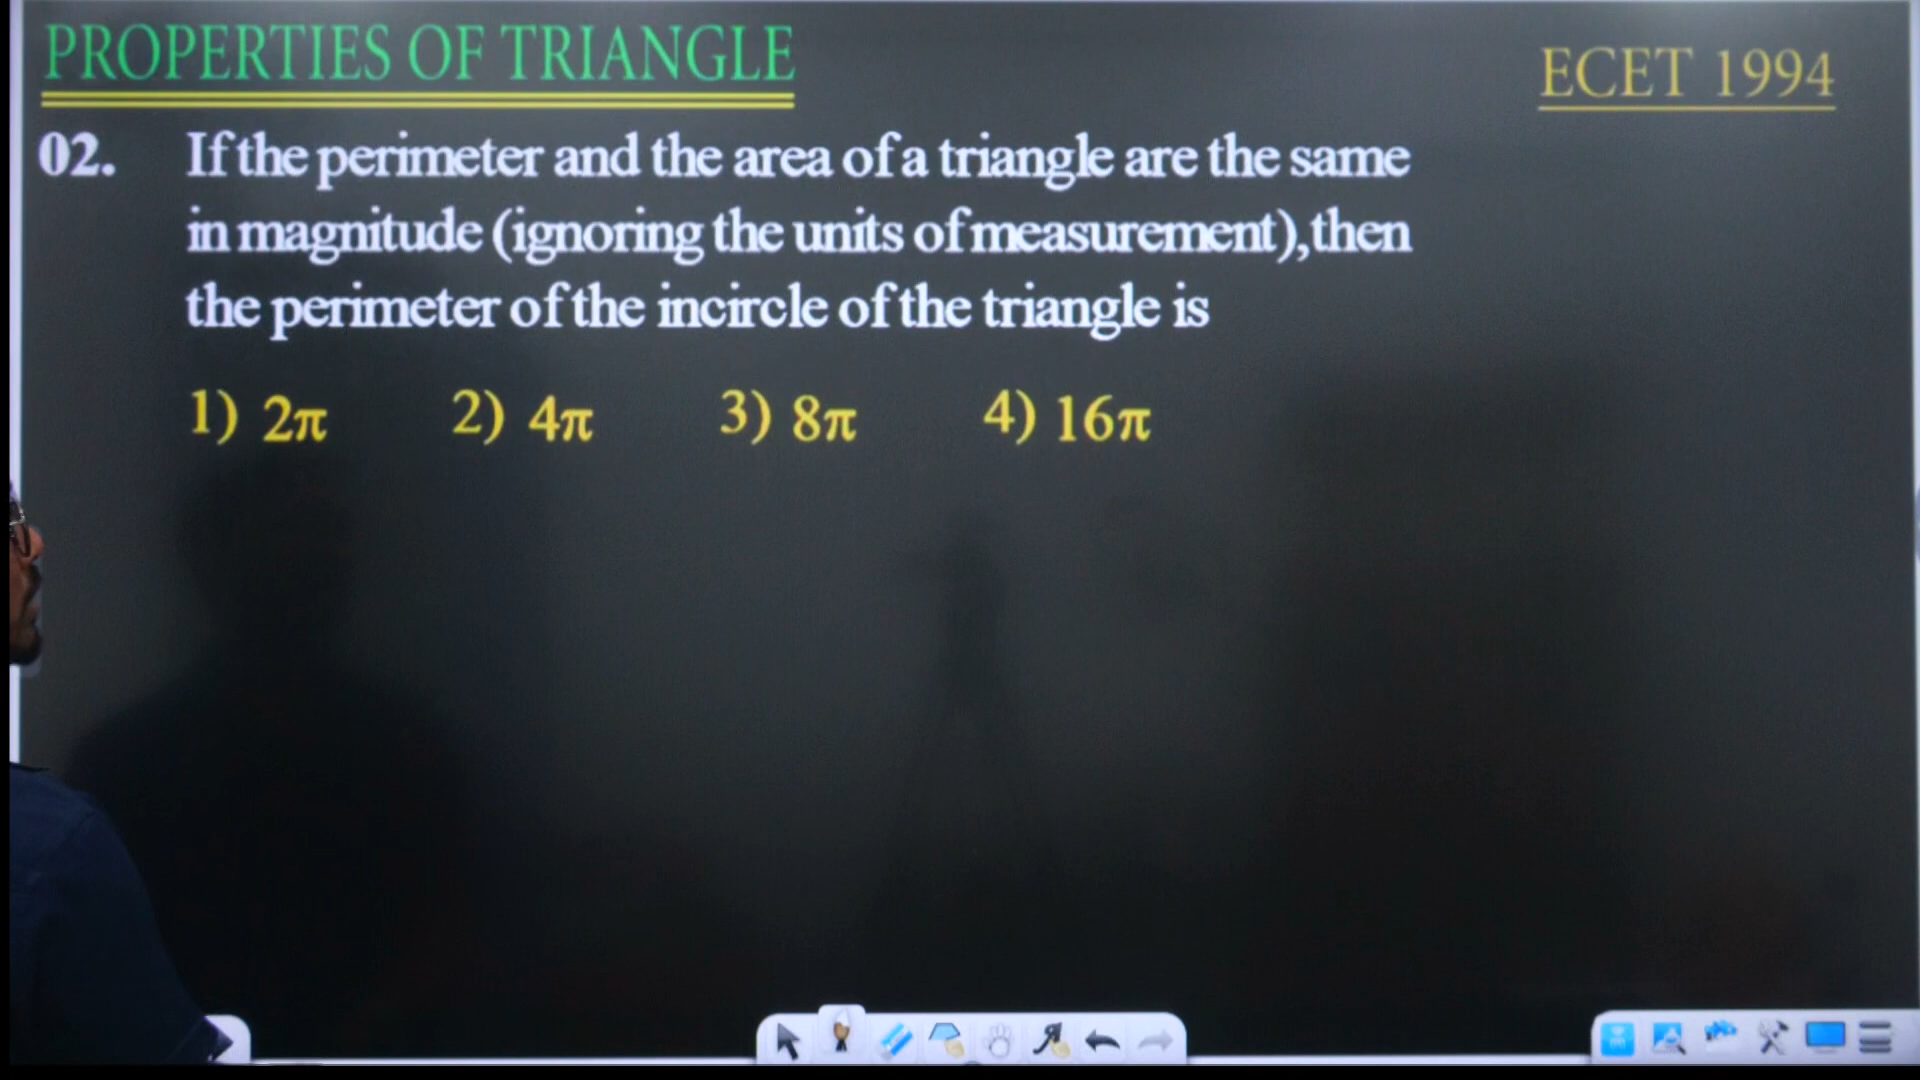 PROPERTIES OF TRIANGLE
ECET 1994
02. If the perimeter and the area of a triangle are the same
in magnitude (ignoring the units of measurement),then
the perimeter of the incircle of the triangle is
1) 2π 2) 4π 3) 8π 4) 16π